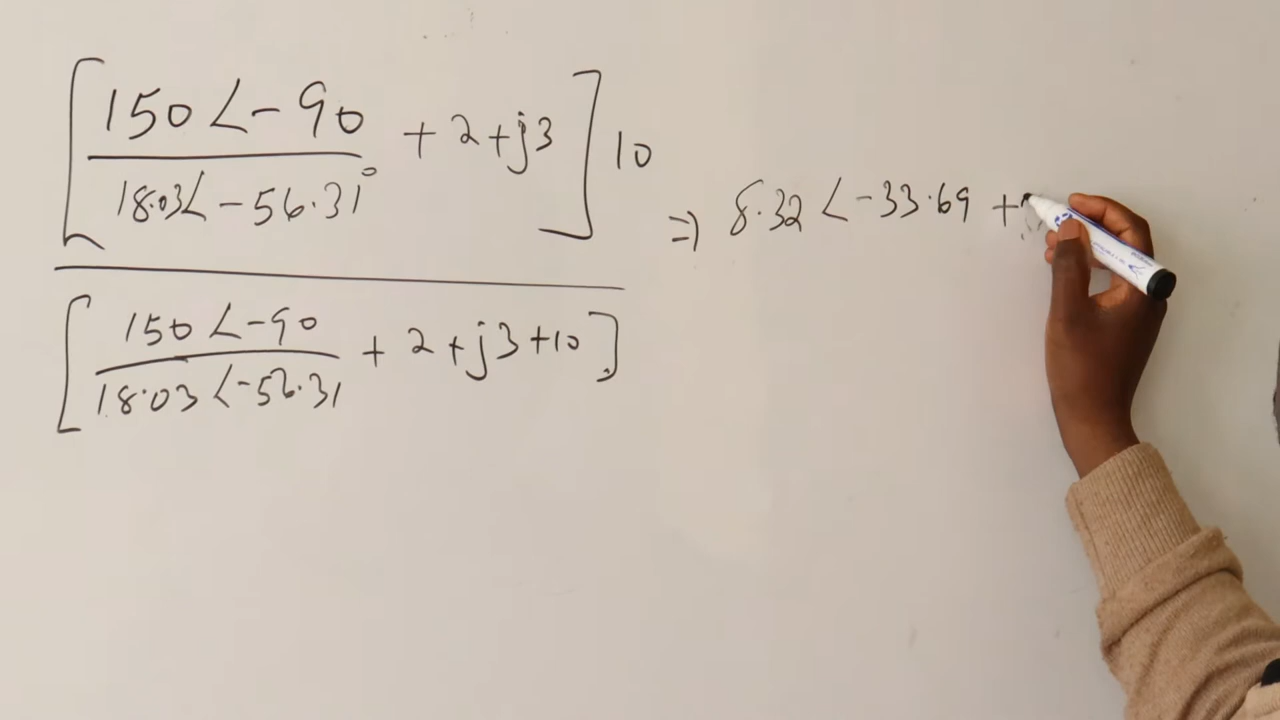 [150 < -90 / 18.03 < -56.31° + 2 + j3] 10
[150 < -90 / 18.03 < -56.31 + 2 + j3 + 10]
⇒ 8.32 < -33.69 +